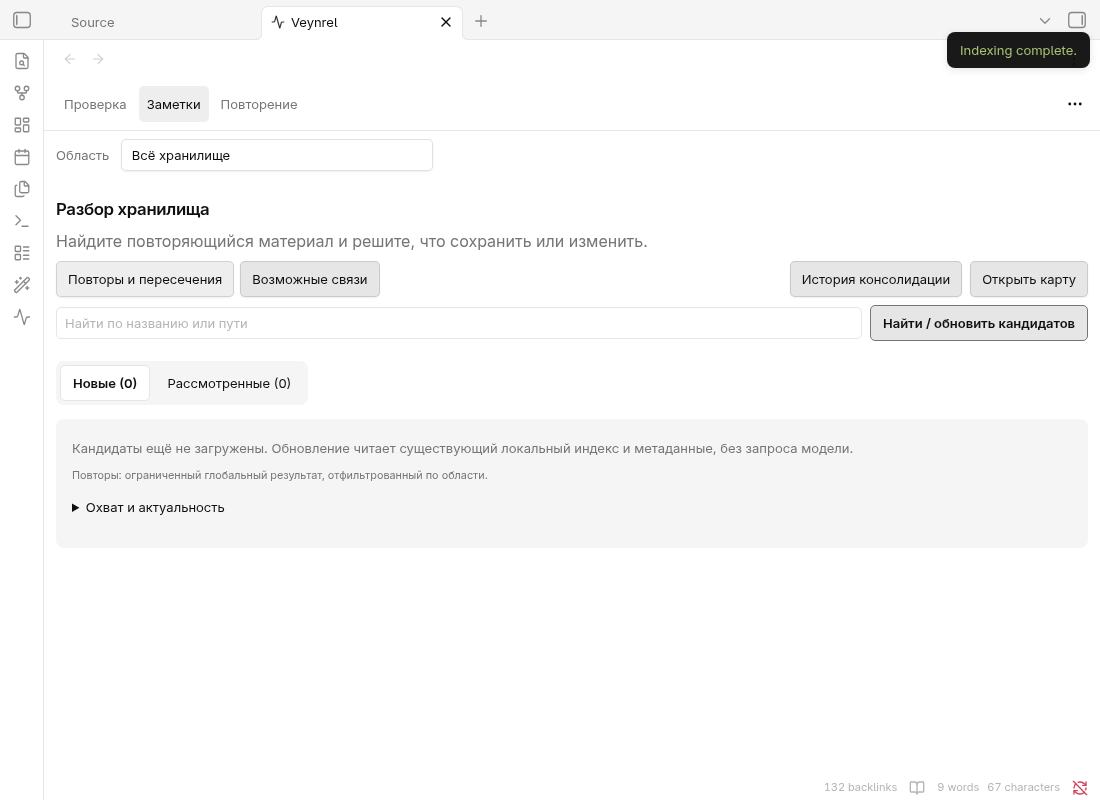 Source
Veynrel
Indexing complete.
Проверка
Заметки
Повторение
Область
Всё хранилище
Разбор хранилища
Найдите повторяющийся материал и решите, что сохранить или изменить.
Повторы и пересечения
Возможные связи
История консолидации
Открыть карту
Найти по названию или пути
Найти / обновить кандидатов
Новые (0)
Рассмотренные (0)
Кандидаты ещё не загружены. Обновление читает существующий локальный индекс и метаданные, без запроса модели.
Повторы: ограниченный глобальный результат, отфильтрованный по области.
Охват и актуальность
132 backlinks
9 words
67 characters